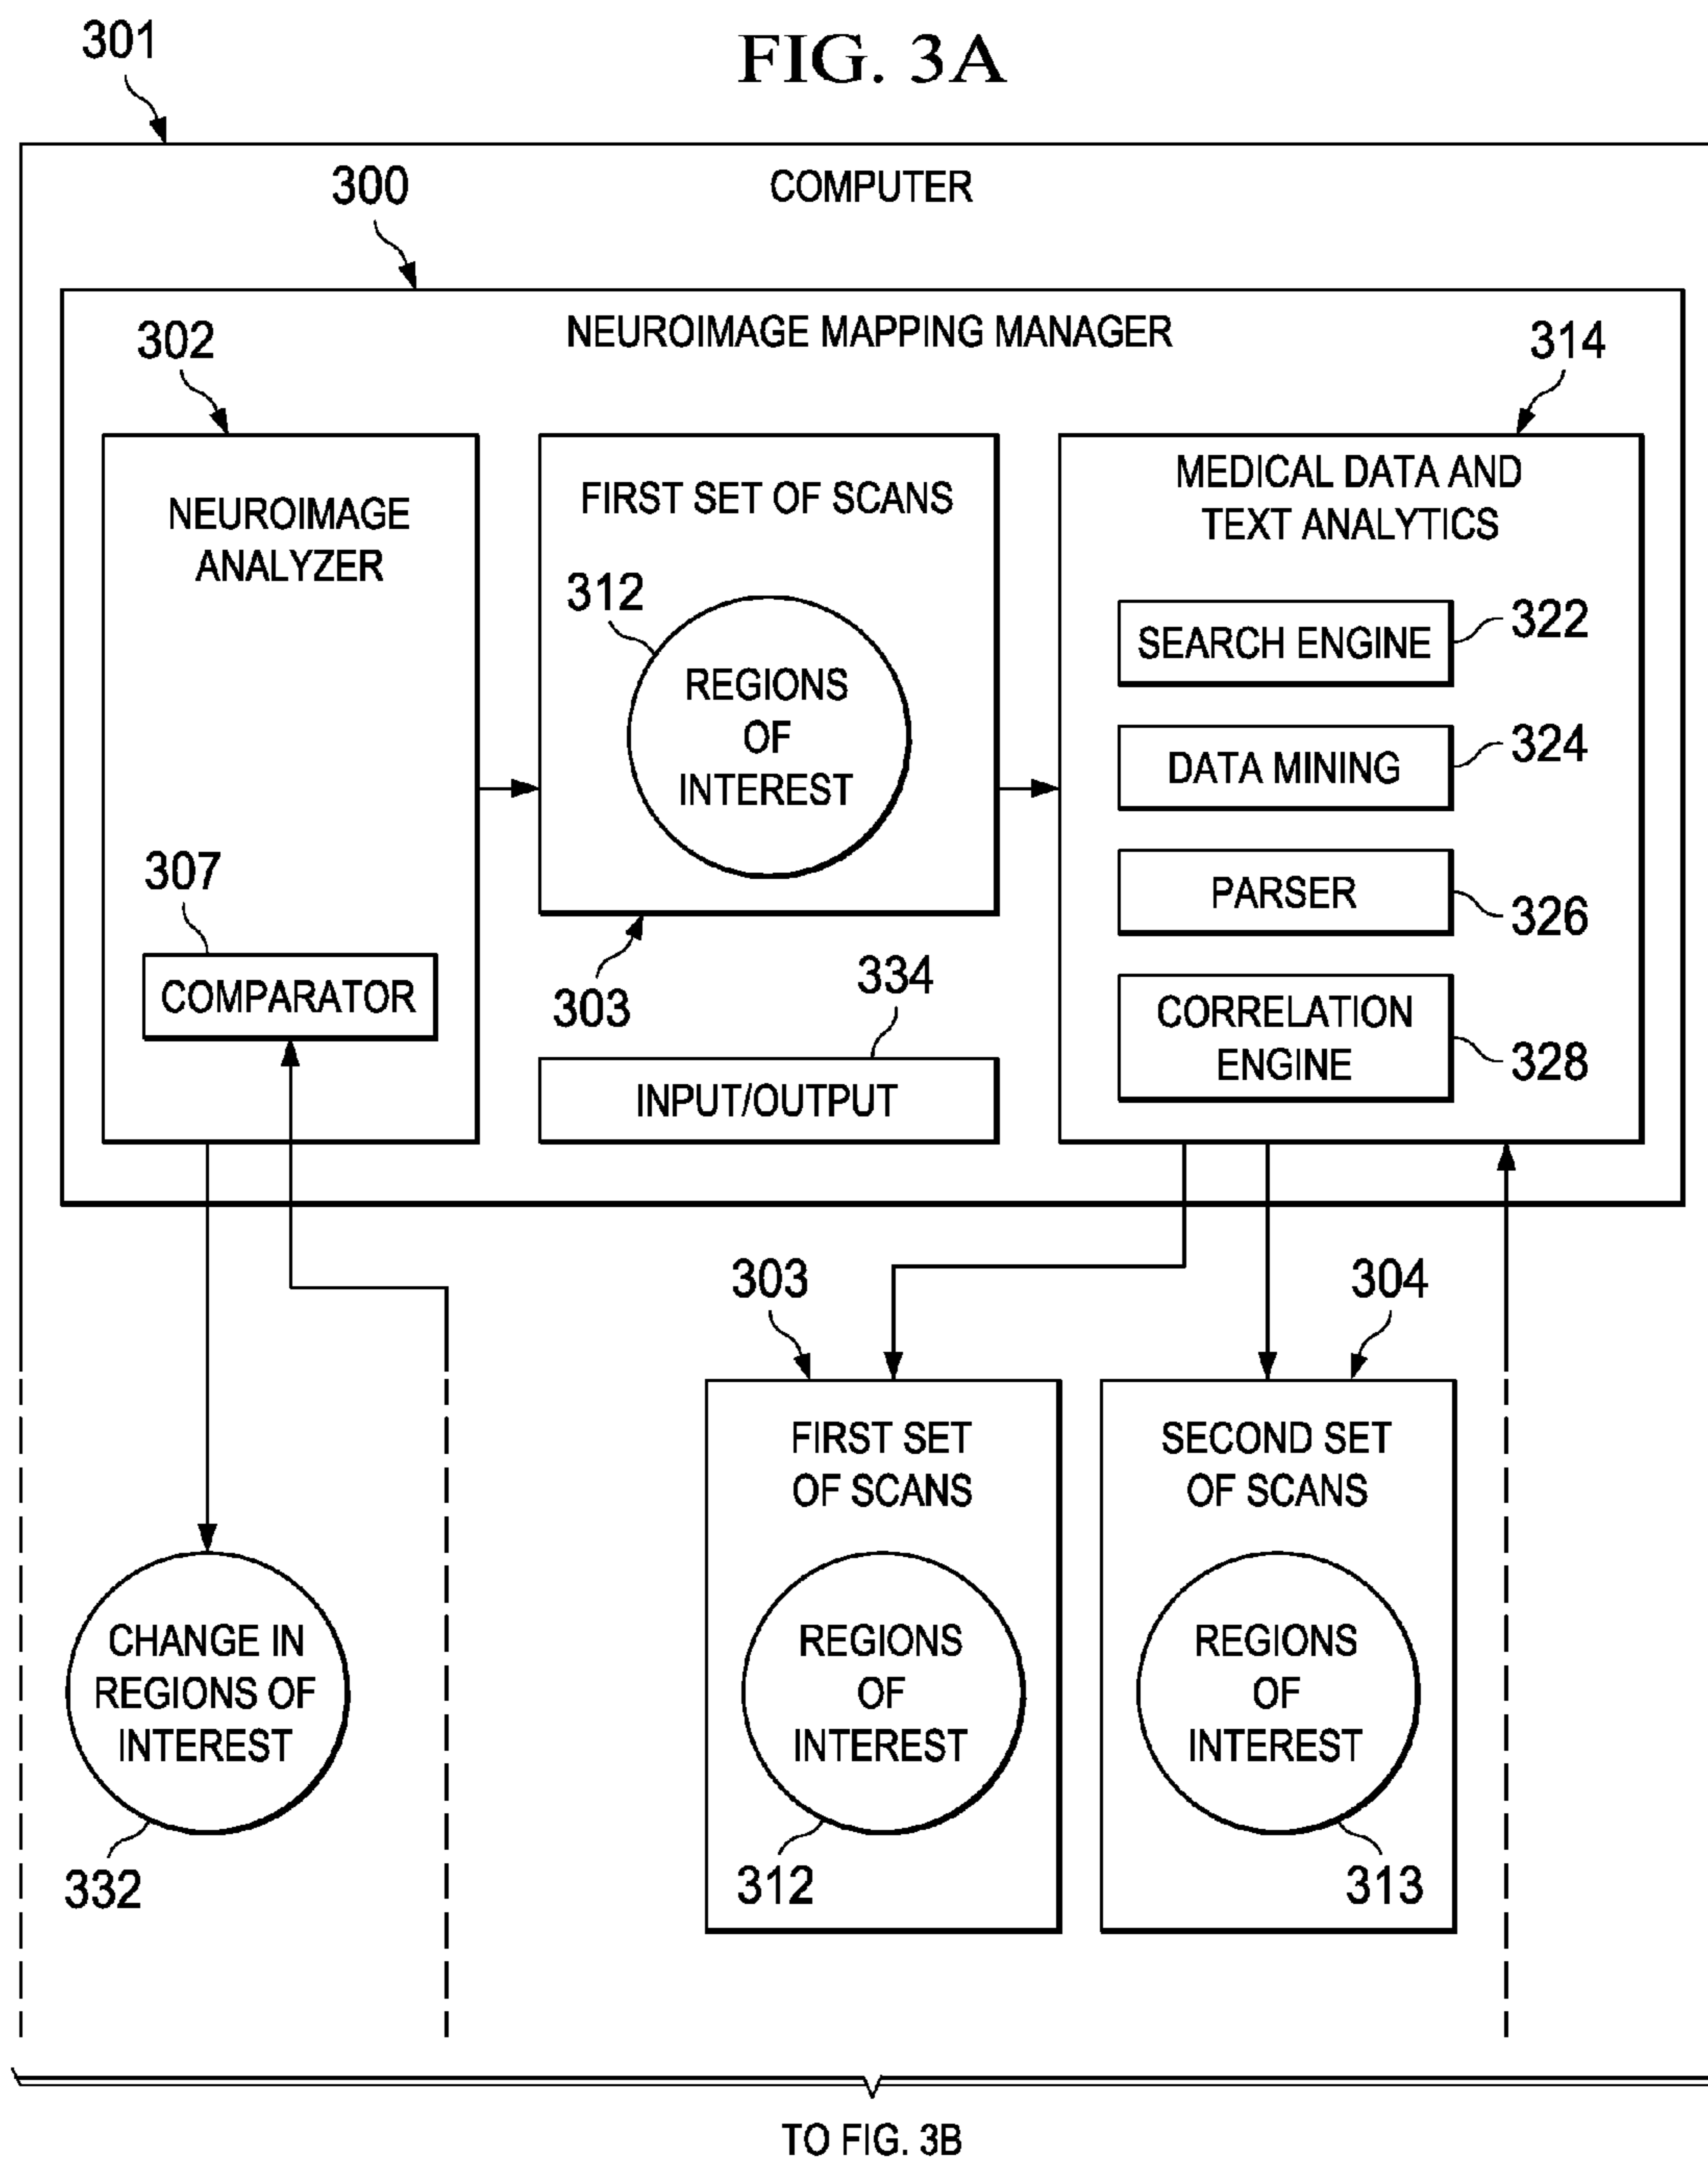 FIG. 3A
301
COMPUTER
300
NEUROIMAGE MAPPING MANAGER
302
314
NEUROIMAGE
ANALYZER
307
COMPARATOR
FIRST SET OF SCANS
312
REGIONS
OF
INTEREST
303
334
INPUT/OUTPUT
MEDICAL DATA AND
TEXT ANALYTICS
SEARCH ENGINE
322
DATA MINING
324
PARSER
326
CORRELATION
ENGINE
328
303
304
FIRST SET
OF SCANS
REGIONS
OF
INTEREST
312
SECOND SET
OF SCANS
REGIONS
OF
INTEREST
313
CHANGE IN
REGIONS OF
INTEREST
332
TO FIG. 3B